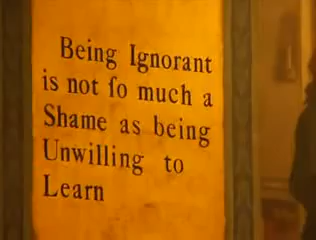 Being Ignorant
is not ſo much a
Shame as being
Unwilling to
Learn